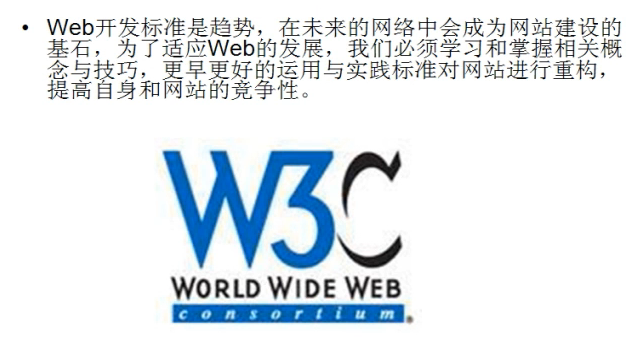 • Web开发标准是趋势，在未来的网络中会成为网站建设的
基石，为了适应Web的发展，我们必须学习和掌握相关概
念与技巧，更早更好的运用与实践标准对网站进行重构，
提高自身和网站的竞争性。
W3C
WORLD WIDE WEB
consortium®